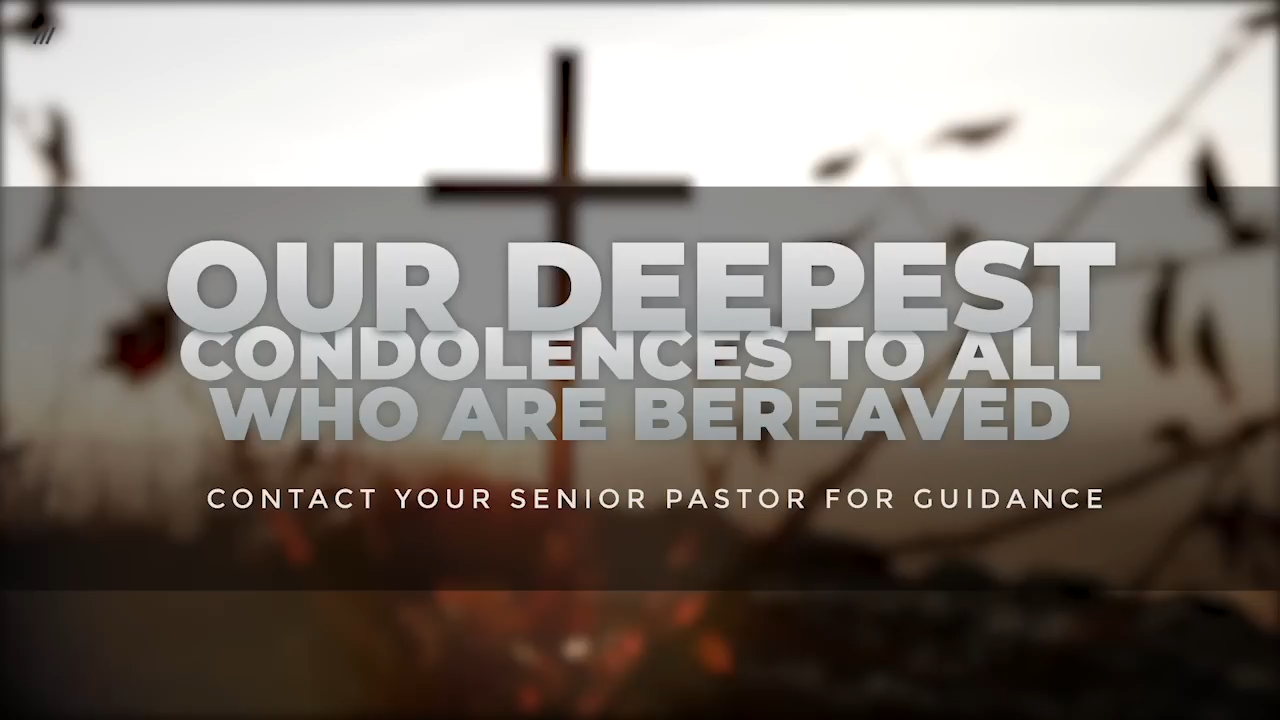 OUR DEEPEST
CONDOLENCES TO ALL
WHO ARE BEREAVED
CONTACT YOUR SENIOR PASTOR FOR GUIDANCE